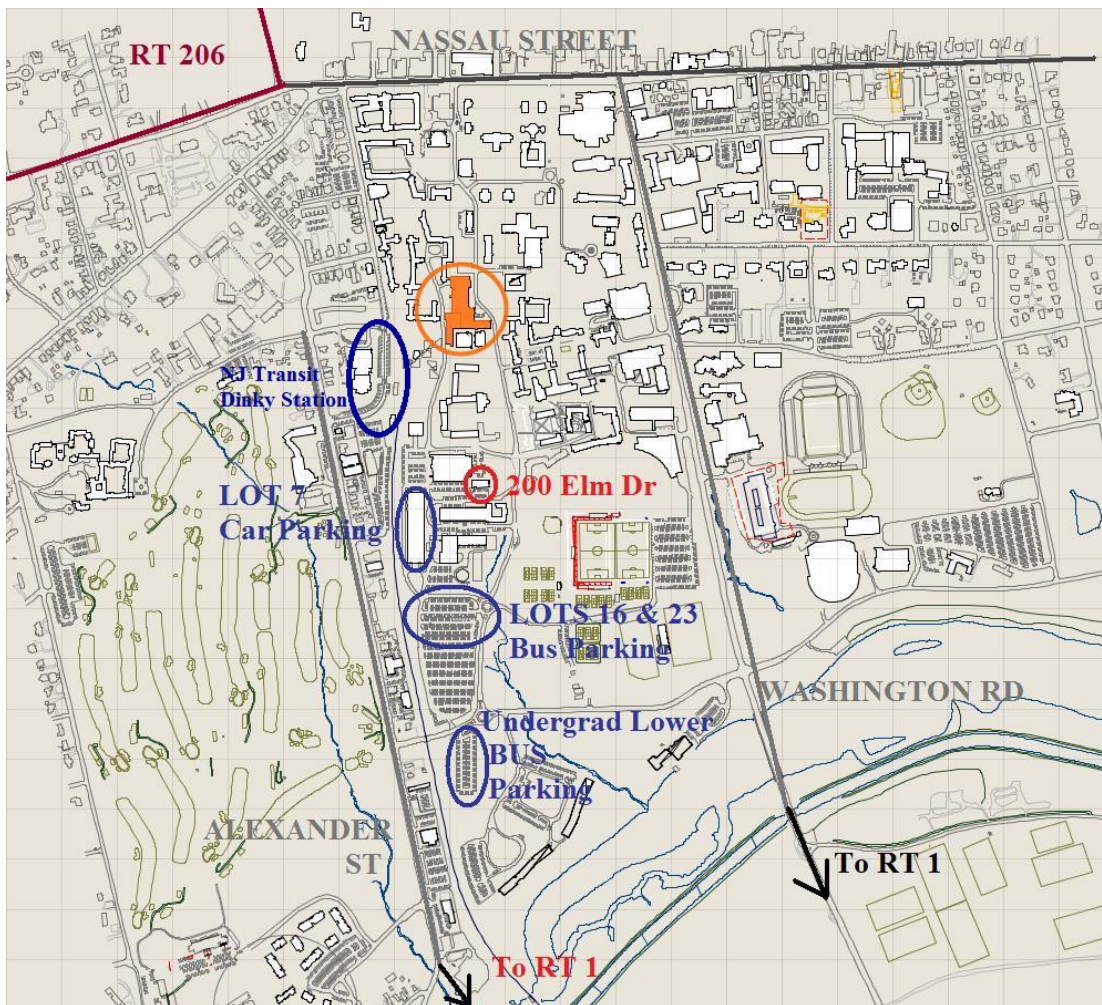 NASSAU STREET
RT 206
NJ Transit
Dinky Station
LOT 7
Car Parking
200 Elm Dr
LOTS 16 & 23
Bus Parking
WASHINGTON RD
Undergrad Lower
BUS
Parking
ALEXANDER
ST
To RT 1
To RT 1